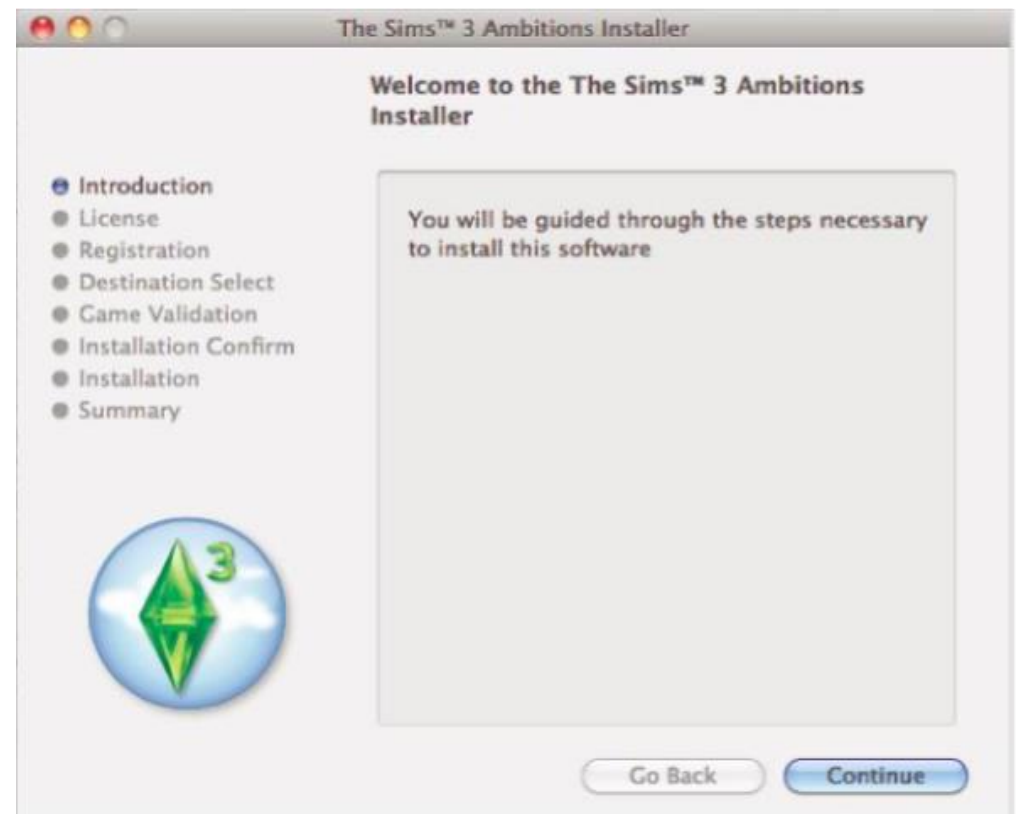 The Sims™ 3 Ambitions Installer
Welcome to the The Sims™ 3 Ambitions
Installer
Introduction
License
Registration
Destination Select
Game Validation
Installation Confirm
Installation
Summary
You will be guided through the steps necessary
to install this software
3
Go Back
Continue